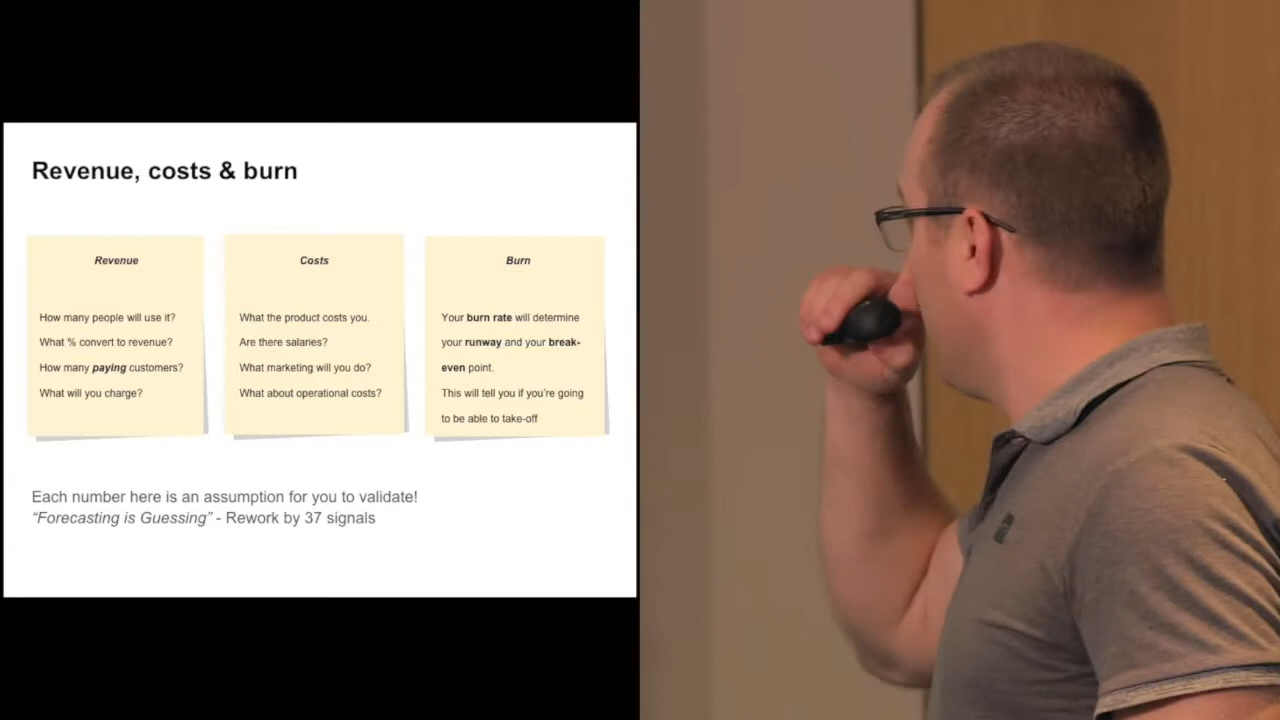 Revenue, costs & burn
Revenue
How many people will use it?
What % convert to revenue?
How many paying customers?
What will you charge?
Costs
What the product costs you.
Are there salaries?
What marketing will you do?
What about operational costs?
Burn
Your burn rate will determine
your runway and your break-
even point.
This will tell you if you're going
to be able to take-off
Each number here is an assumption for you to validate!
“Forecasting is Guessing” - Rework by 37 signals